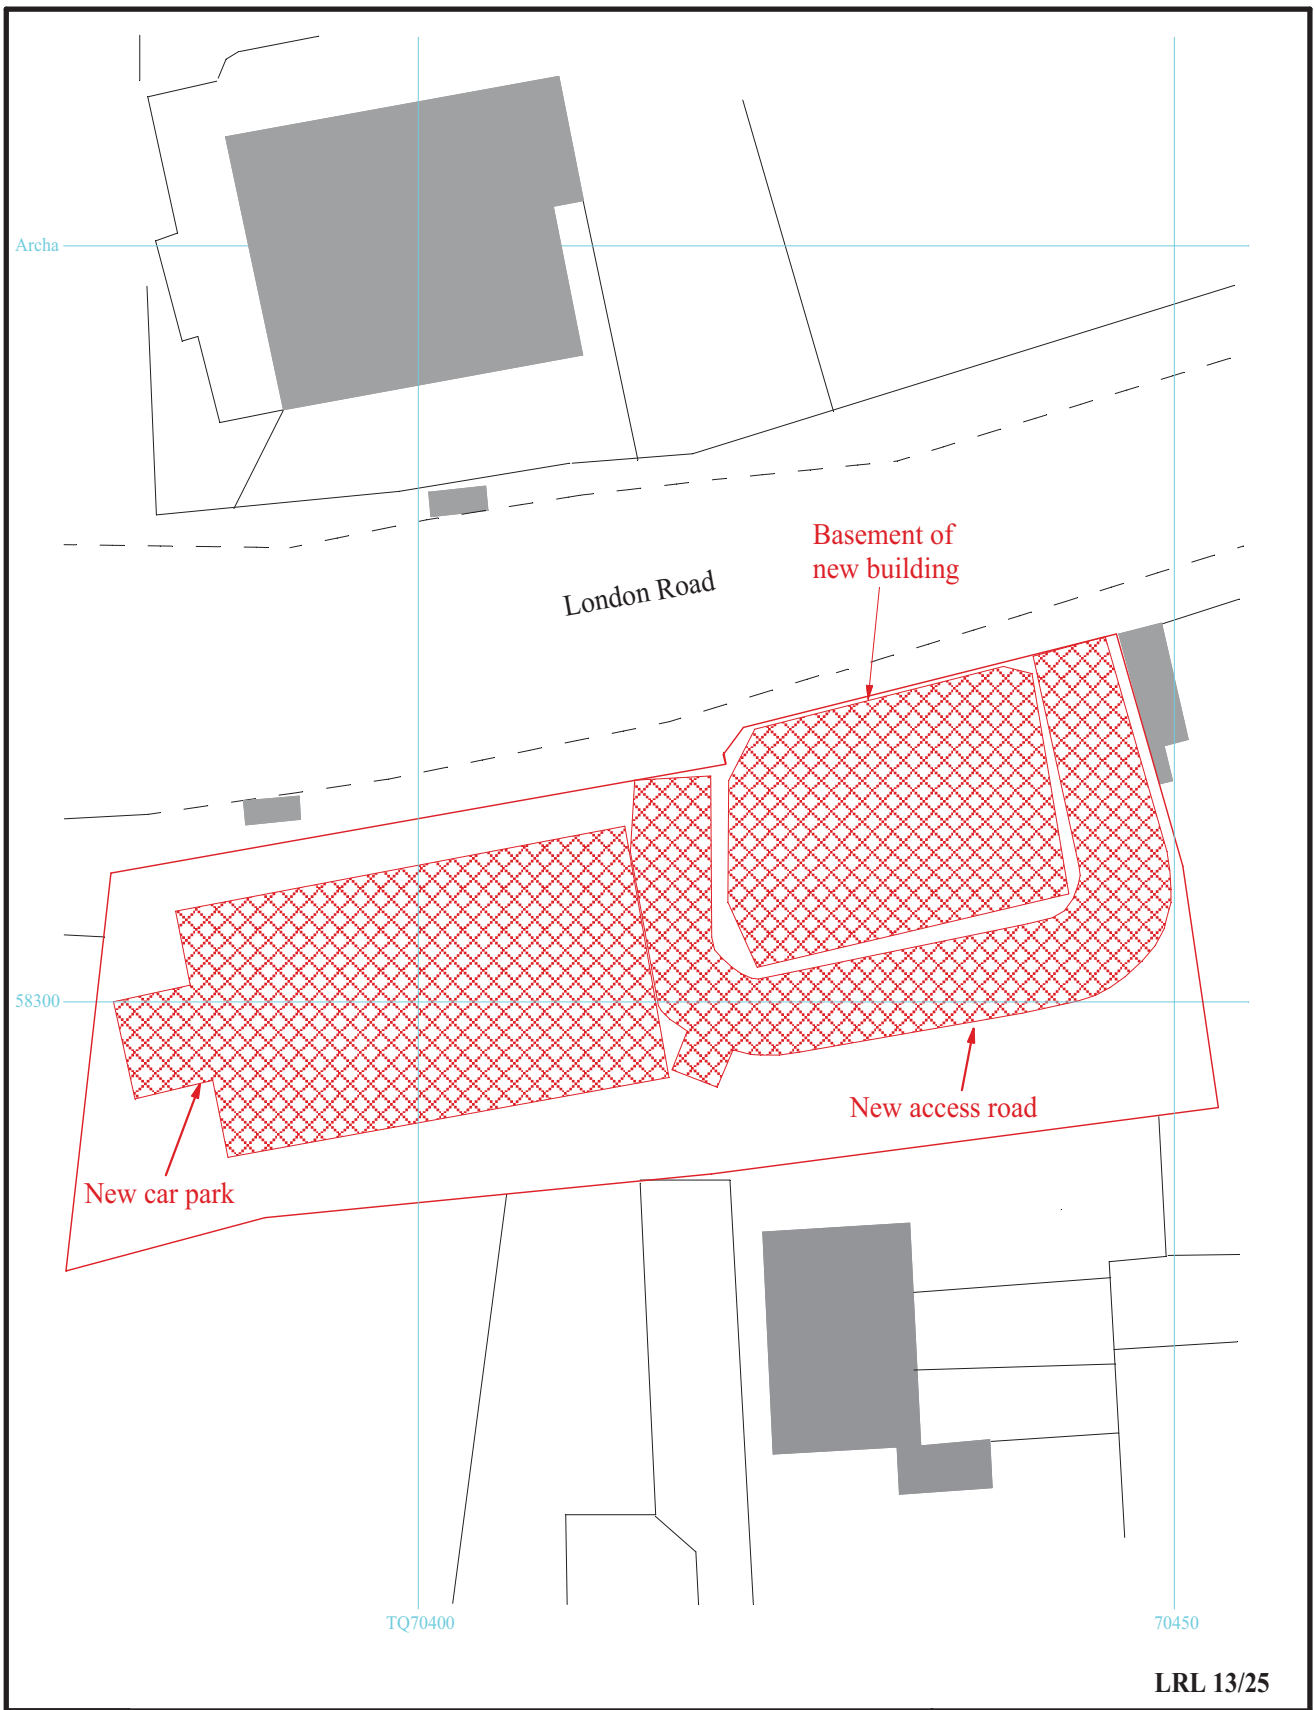 Archa
Basement of
new building
London Road
58300
New access road
New car park
TQ70400
70450
LRL 13/25